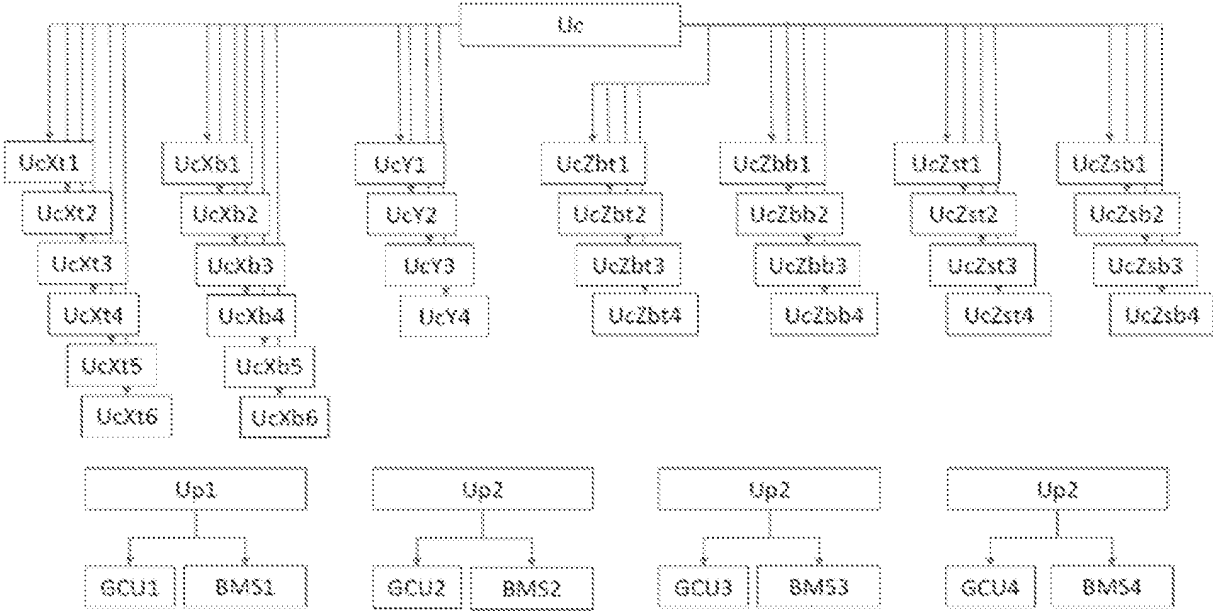 Uc
UcXt1 UcXb1 UcY1 UcZbt1 UcZbb1 UcZst1 UcZsb1
UcXt2 UcXb2 UcY2 UcZbt2 UcZbb2 UcZst2 UcZsb2
UcXt3 UcXb3 UcY3 UcZbt3 UcZbb3 UcZst3 UcZsb3
UcXt4 UcXb4 UcY4 UcZbt4 UcZbb4 UcZst4 UcZsb4
UcXt5 UcXb5
UcXt6 UcXb6
Up1 Up2 Up2 Up2
GCU1 BMS1 GCU2 BMS2 GCU3 BMS3 GCU4 BMS4